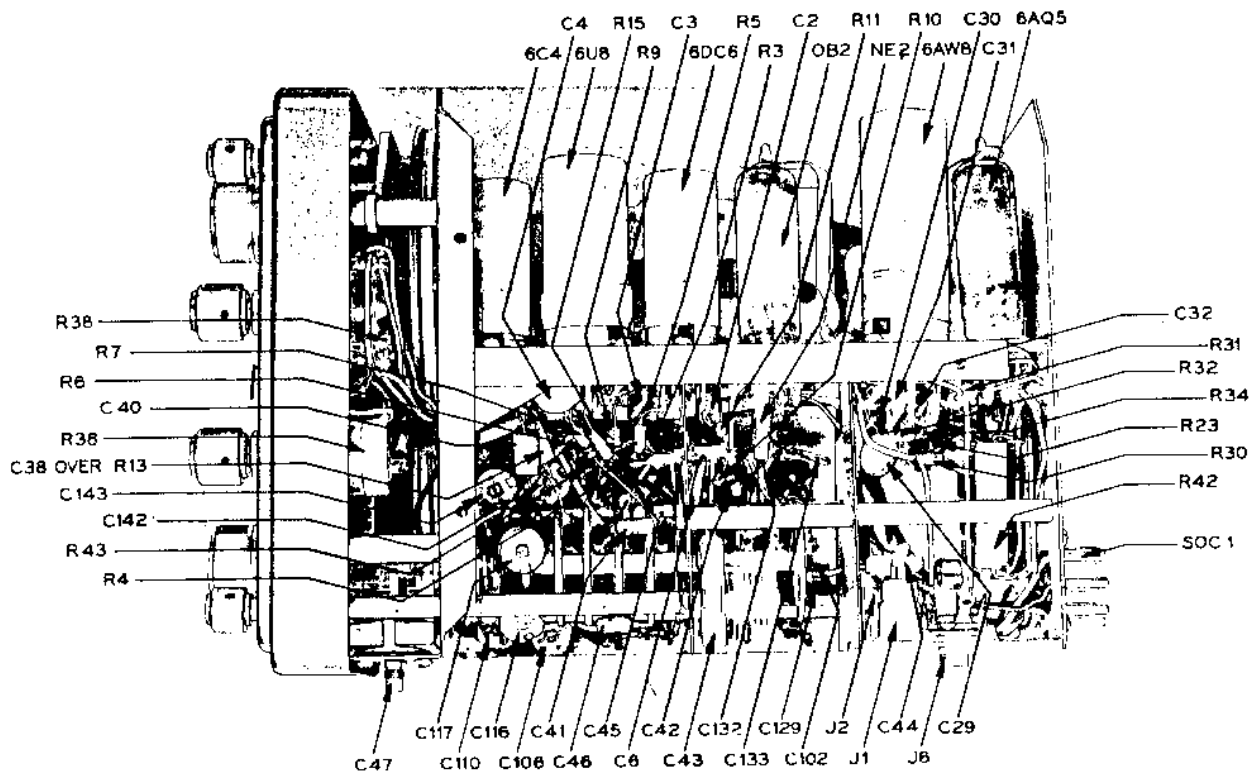 C4 R15 C3 R5 C2 R11 R10 C30 6AQ5
6C4 6U8 R9 6DC6 R3 OB2 NE2 6AW8 C31
R38
R7
R6
C40
R38
C38 OVER R13
C143
C142
R43
R4
C32
R31
R32
R34
R23
R30
R42
SOC 1
C117 C116 C41 C45 C42 C132 C129 J2 C44 C29
C47 C110 C106 C46 C6 C43 C133 C102 J1 J6